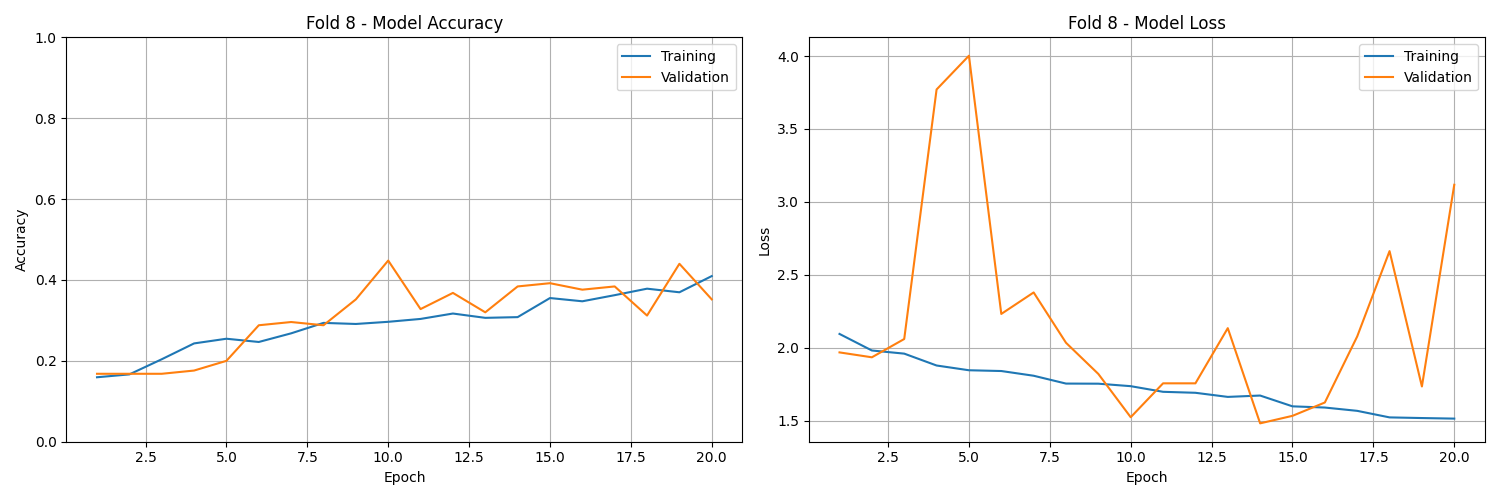 Fold 8 - Model Accuracy
Training
Validation
Accuracy
1.0
0.8
0.6
0.4
0.2
0.0
2.5 5.0 7.5 10.0 12.5 15.0 17.5 20.0
Epoch
Fold 8 - Model Loss
Training
Validation
Loss
4.0
3.5
3.0
2.5
2.0
1.5
2.5 5.0 7.5 10.0 12.5 15.0 17.5 20.0
Epoch